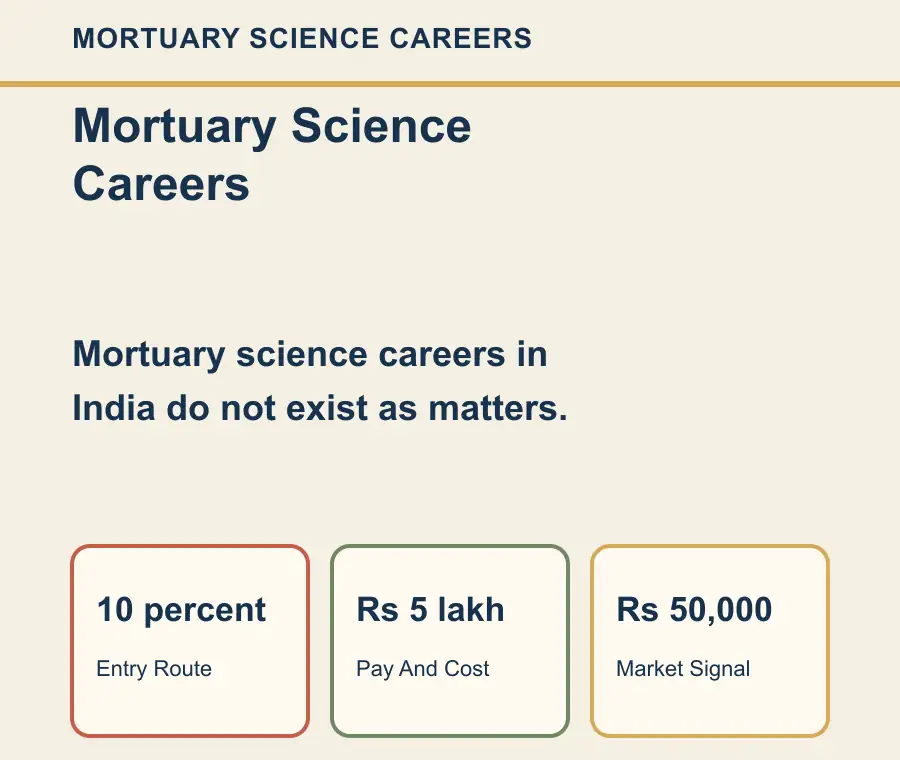 MORTUARY SCIENCE CAREERS
Mortuary Science
Careers
Mortuary science careers in
India do not exist as matters.
10 percent
Entry Route
Rs 5 lakh
Pay And Cost
Rs 50,000
Market Signal